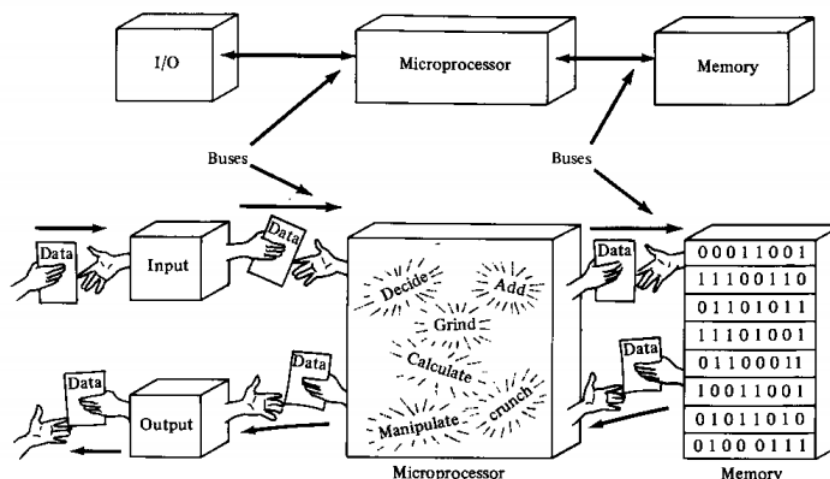 I/O
Microprocessor
Memory
Buses
Buses
Data
Input
Data
Decide
Add
Grind
Calculate
crunch
Manipulate
Data
00011001
11100110
01101011
11101001
01100011
10011001
01011010
01000111
Data
Output
Data
Data
Microprocessor
Memory